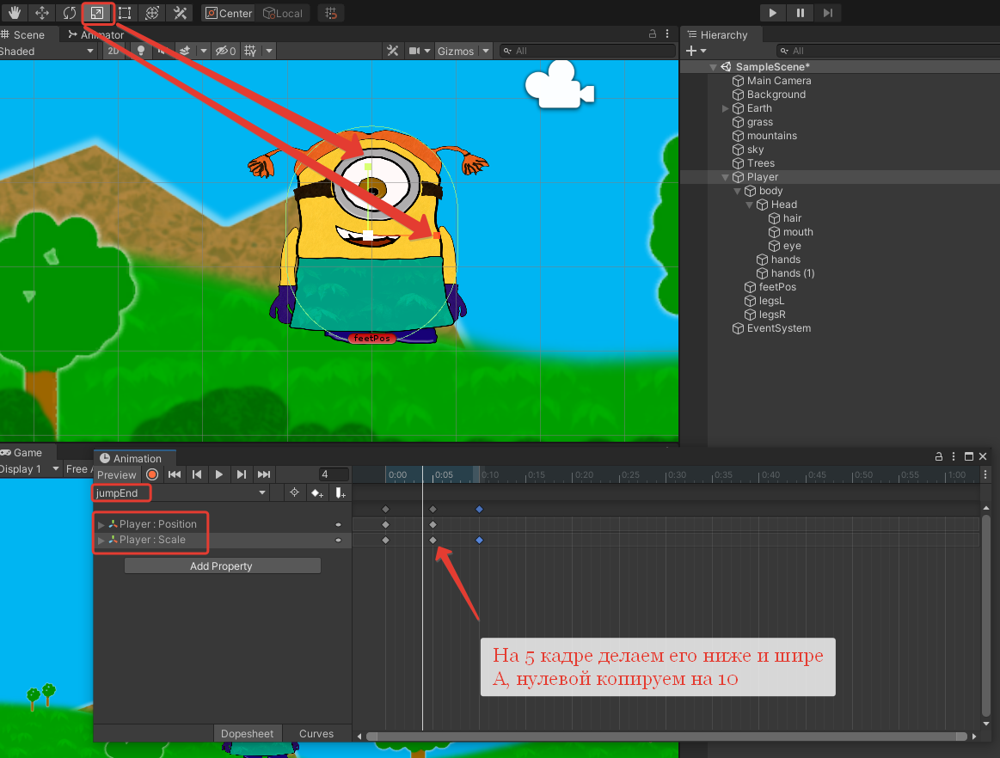 Center
Local
Scene
Animator
Shaded
2D
0
Gizmos
All
feetPos
Hierarchy
All
SampleScene*
Main Camera
Background
Earth
grass
mountains
sky
Trees
Player
body
Head
hair
mouth
eye
hands
hands (1)
feetPos
legsL
legsR
EventSystem
Game
Display 1
Free A
Animation
Preview
4
0:00 0:05 0:10 0:15 0:20 0:25 0:30 0:35 0:40 0:45 0:50 0:55 1:00
jumpEnd
Player : Position
Player : Scale
Add Property
На 5 кадре делаем его ниже и шире
А, нулевой копируем на 10
Dopesheet
Curves